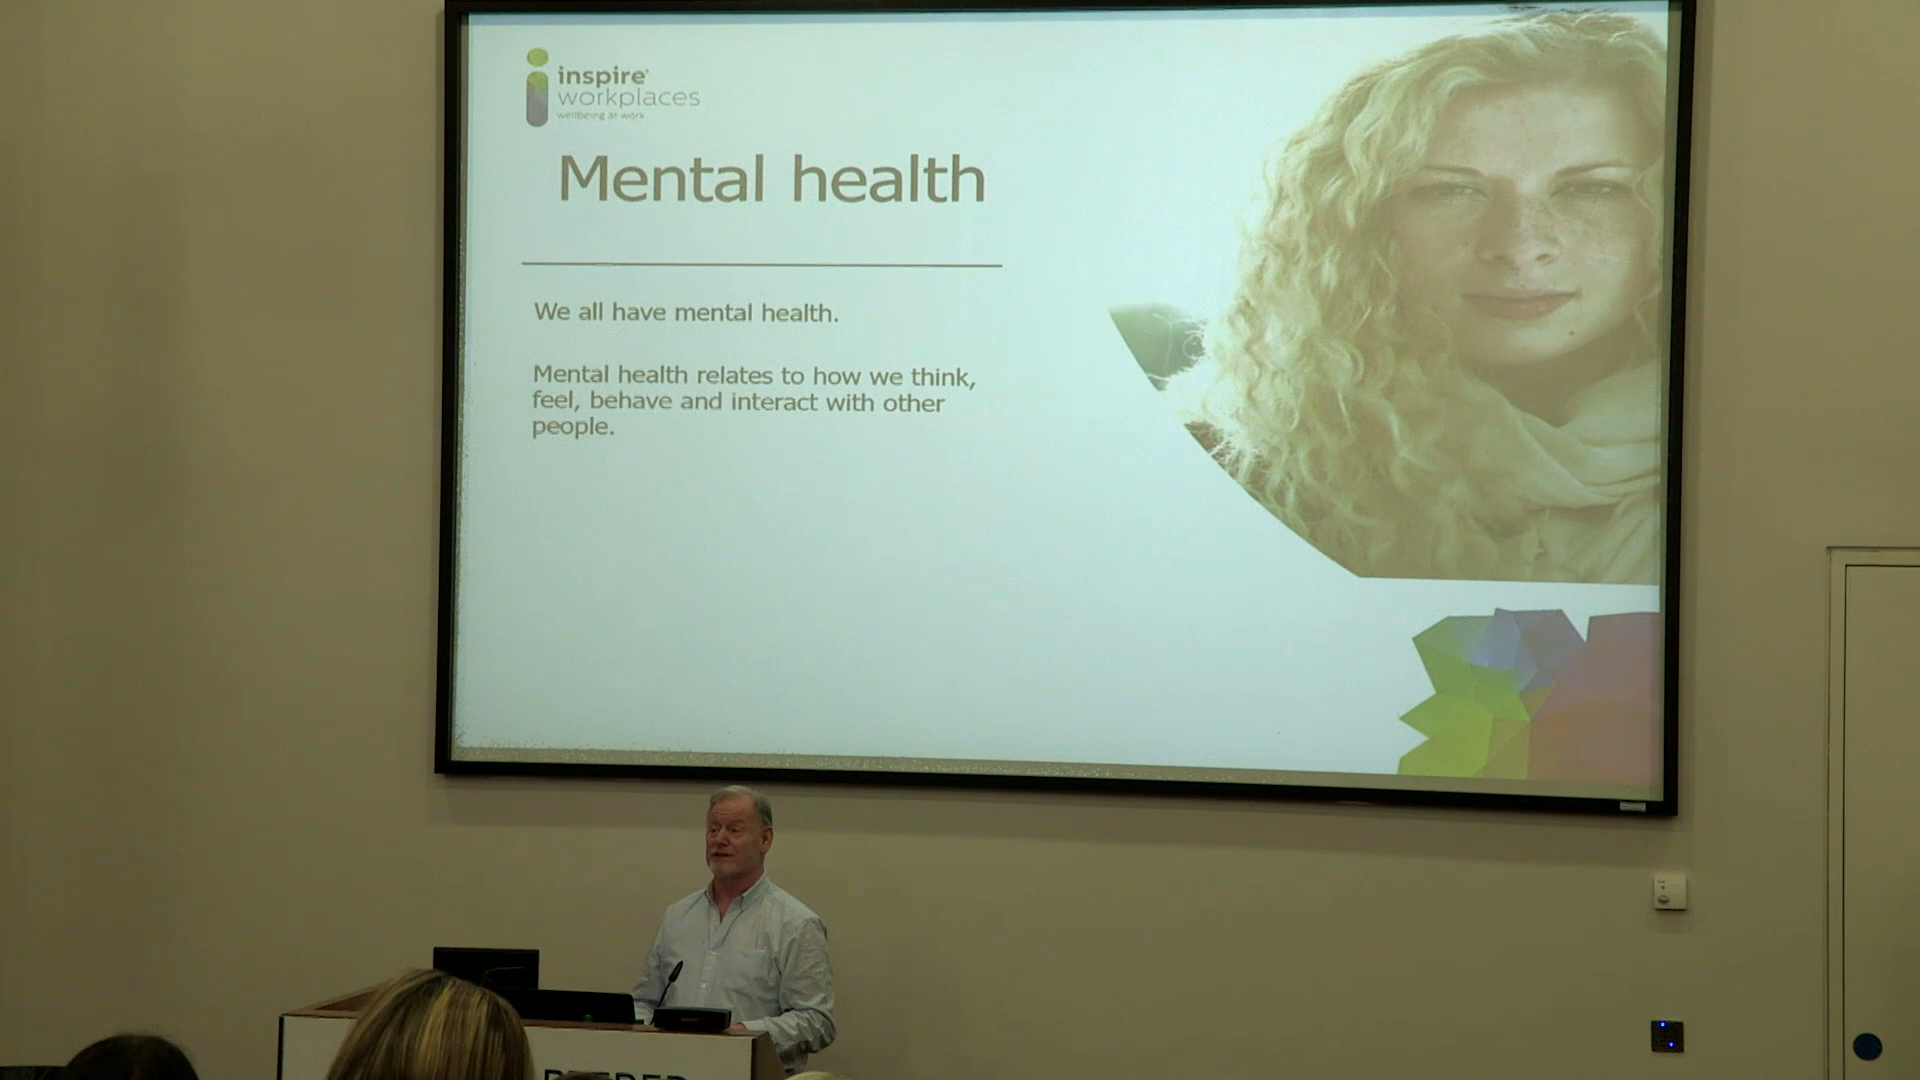 inspire
workplaces
wellbeing at work
Mental health
We all have mental health.
Mental health relates to how we think,
feel, behave and interact with other
people.